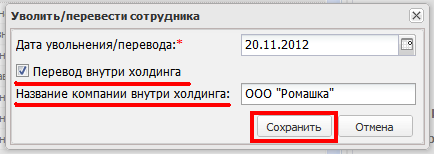 Уволить/перевести сотрудника
Дата увольнения/перевода:* 20.11.2012
Перевод внутри холдинга
Название компании внутри холдинга: ООО "Ромашка"
Сохранить Отмена